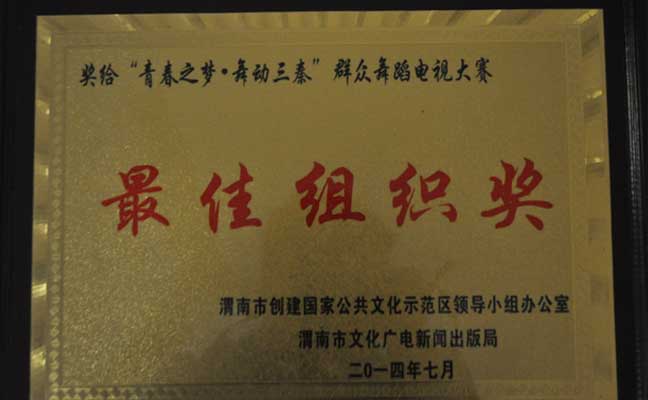 奖给“青春之梦·舞动三秦”群众舞蹈电视大赛
最佳组织奖
渭南市创建国家公共文化示范区领导小组办公室
渭南市文化广电新闻出版局
二0一四年七月